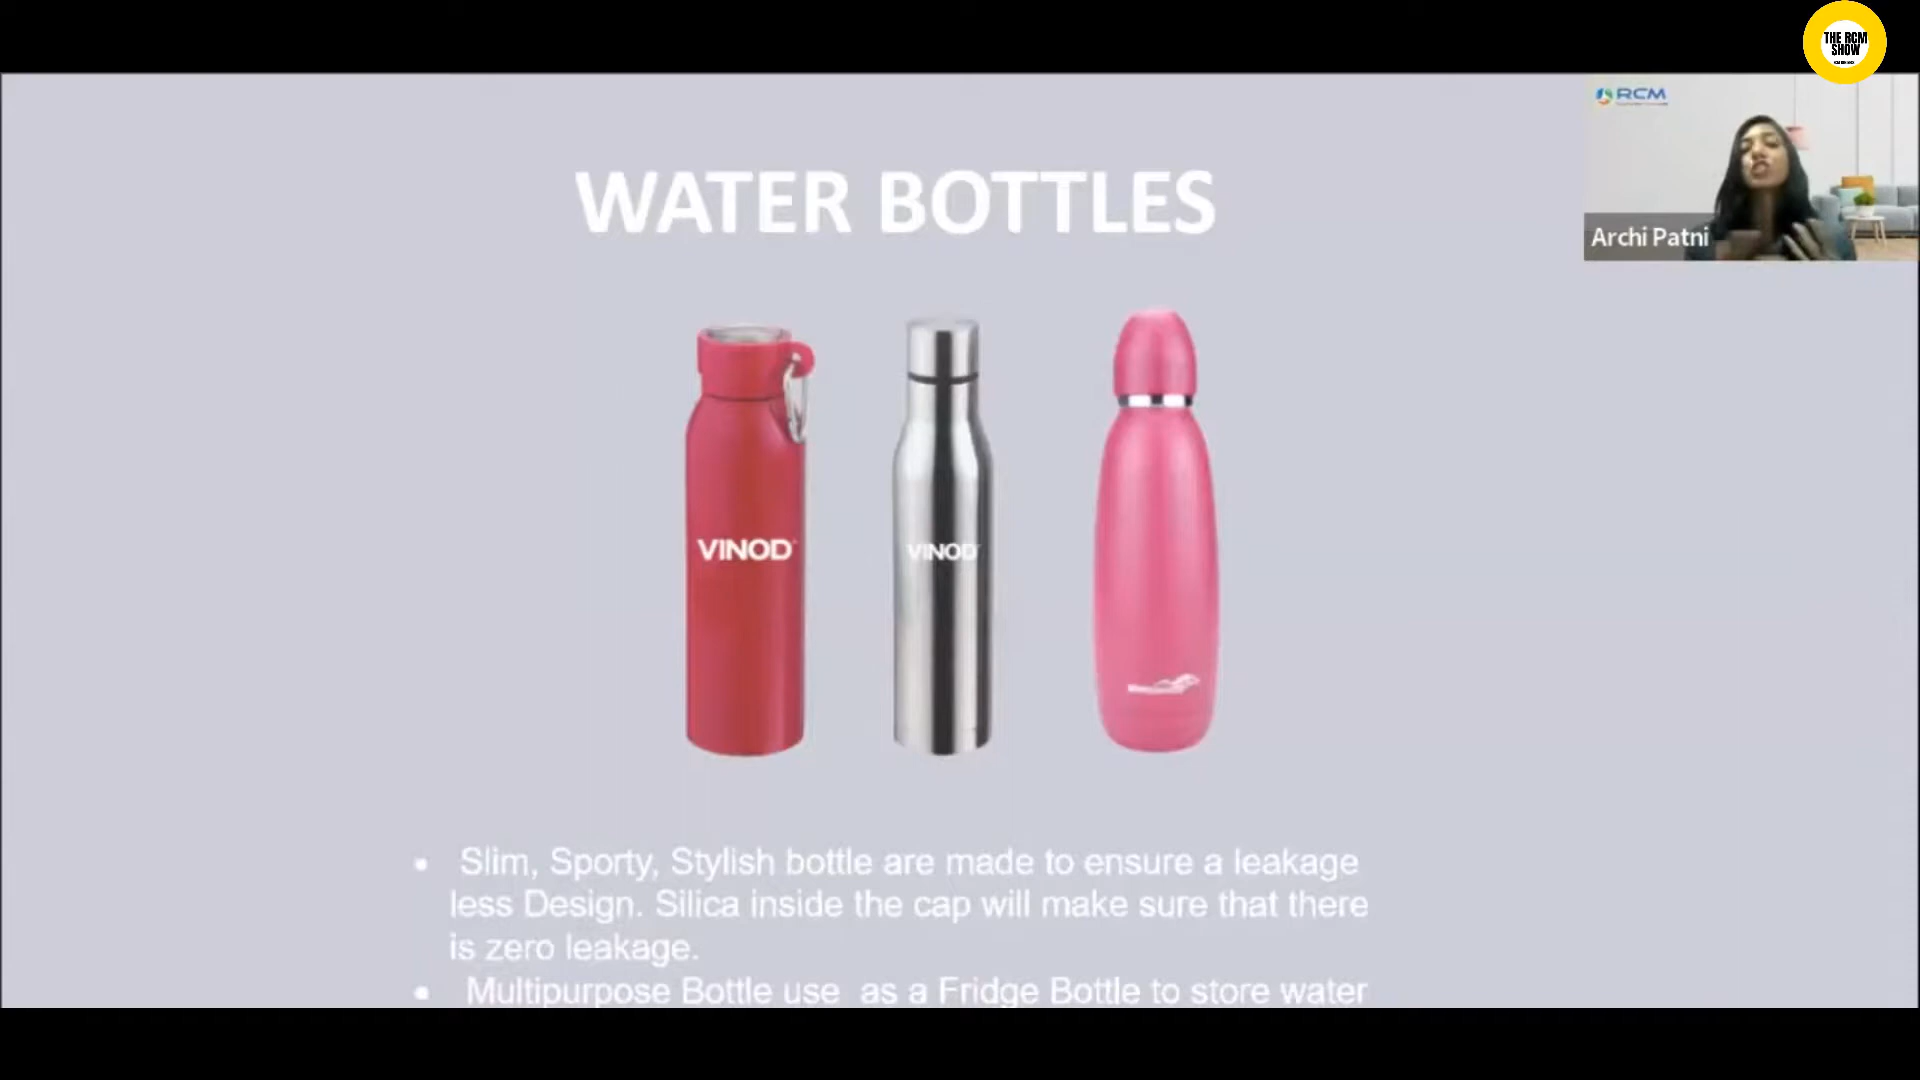 THE RCM
SHOW
RCM
WATER BOTTLES
Archi Patni
VINOD
VINOD
• Slim, Sporty, Stylish bottle are made to ensure a leakage
less Design. Silica inside the cap will make sure that there
is zero leakage.
• Multipurpose Bottle use as a Fridge Bottle to store water